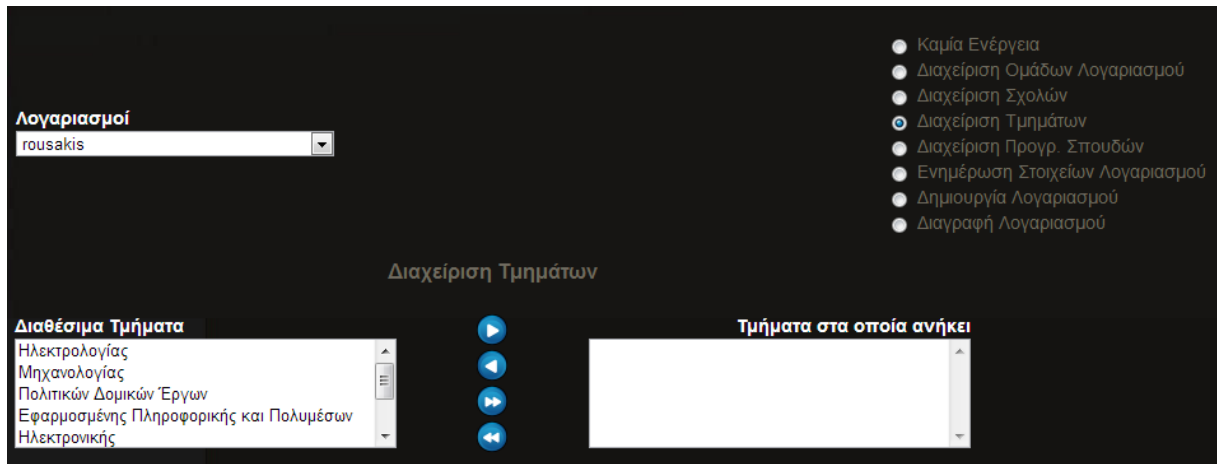 Καμία Ενέργεια
Διαχείριση Ομάδων Λογαριασμού
Διαχείριση Σχολών
Διαχείριση Τμημάτων
Διαχείριση Προγρ. Σπουδών
Ενημέρωση Στοιχείων Λογαριασμού
Δημιουργία Λογαριασμού
Διαγραφή Λογαριασμού
Λογαριασμοί
rousakis
Διαχείριση Τμημάτων
Διαθέσιμα Τμήματα
Ηλεκτρολογίας
Μηχανολογίας
Πολιτικών Δομικών Έργων
Εφαρμοσμένης Πληροφορικής και Πολυμέσων
Ηλεκτρονικής
Τμήματα στα οποία ανήκει